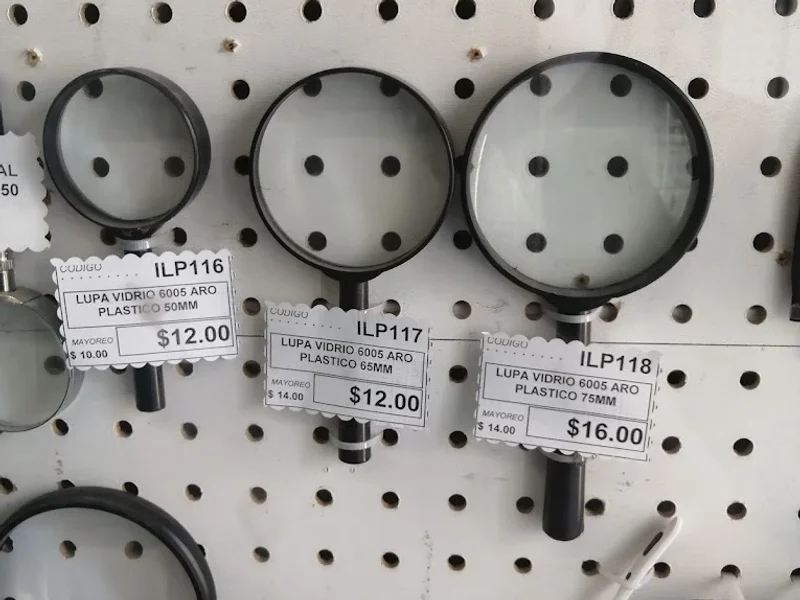 AL
50
CODIGO ILP116
LUPA VIDRIO 6005 ARO
PLASTICO 50MM
MAYOREO
$ 10.00 $12.00
CODIGO ILP117
LUPA VIDRIO 6005 ARO
PLASTICO 65MM
MAYOREO
$ 14.00 $12.00
CODIGO ILP118
LUPA VIDRIO 6005 ARO
PLASTICO 75MM
MAYOREO
$ 14.00 $16.00